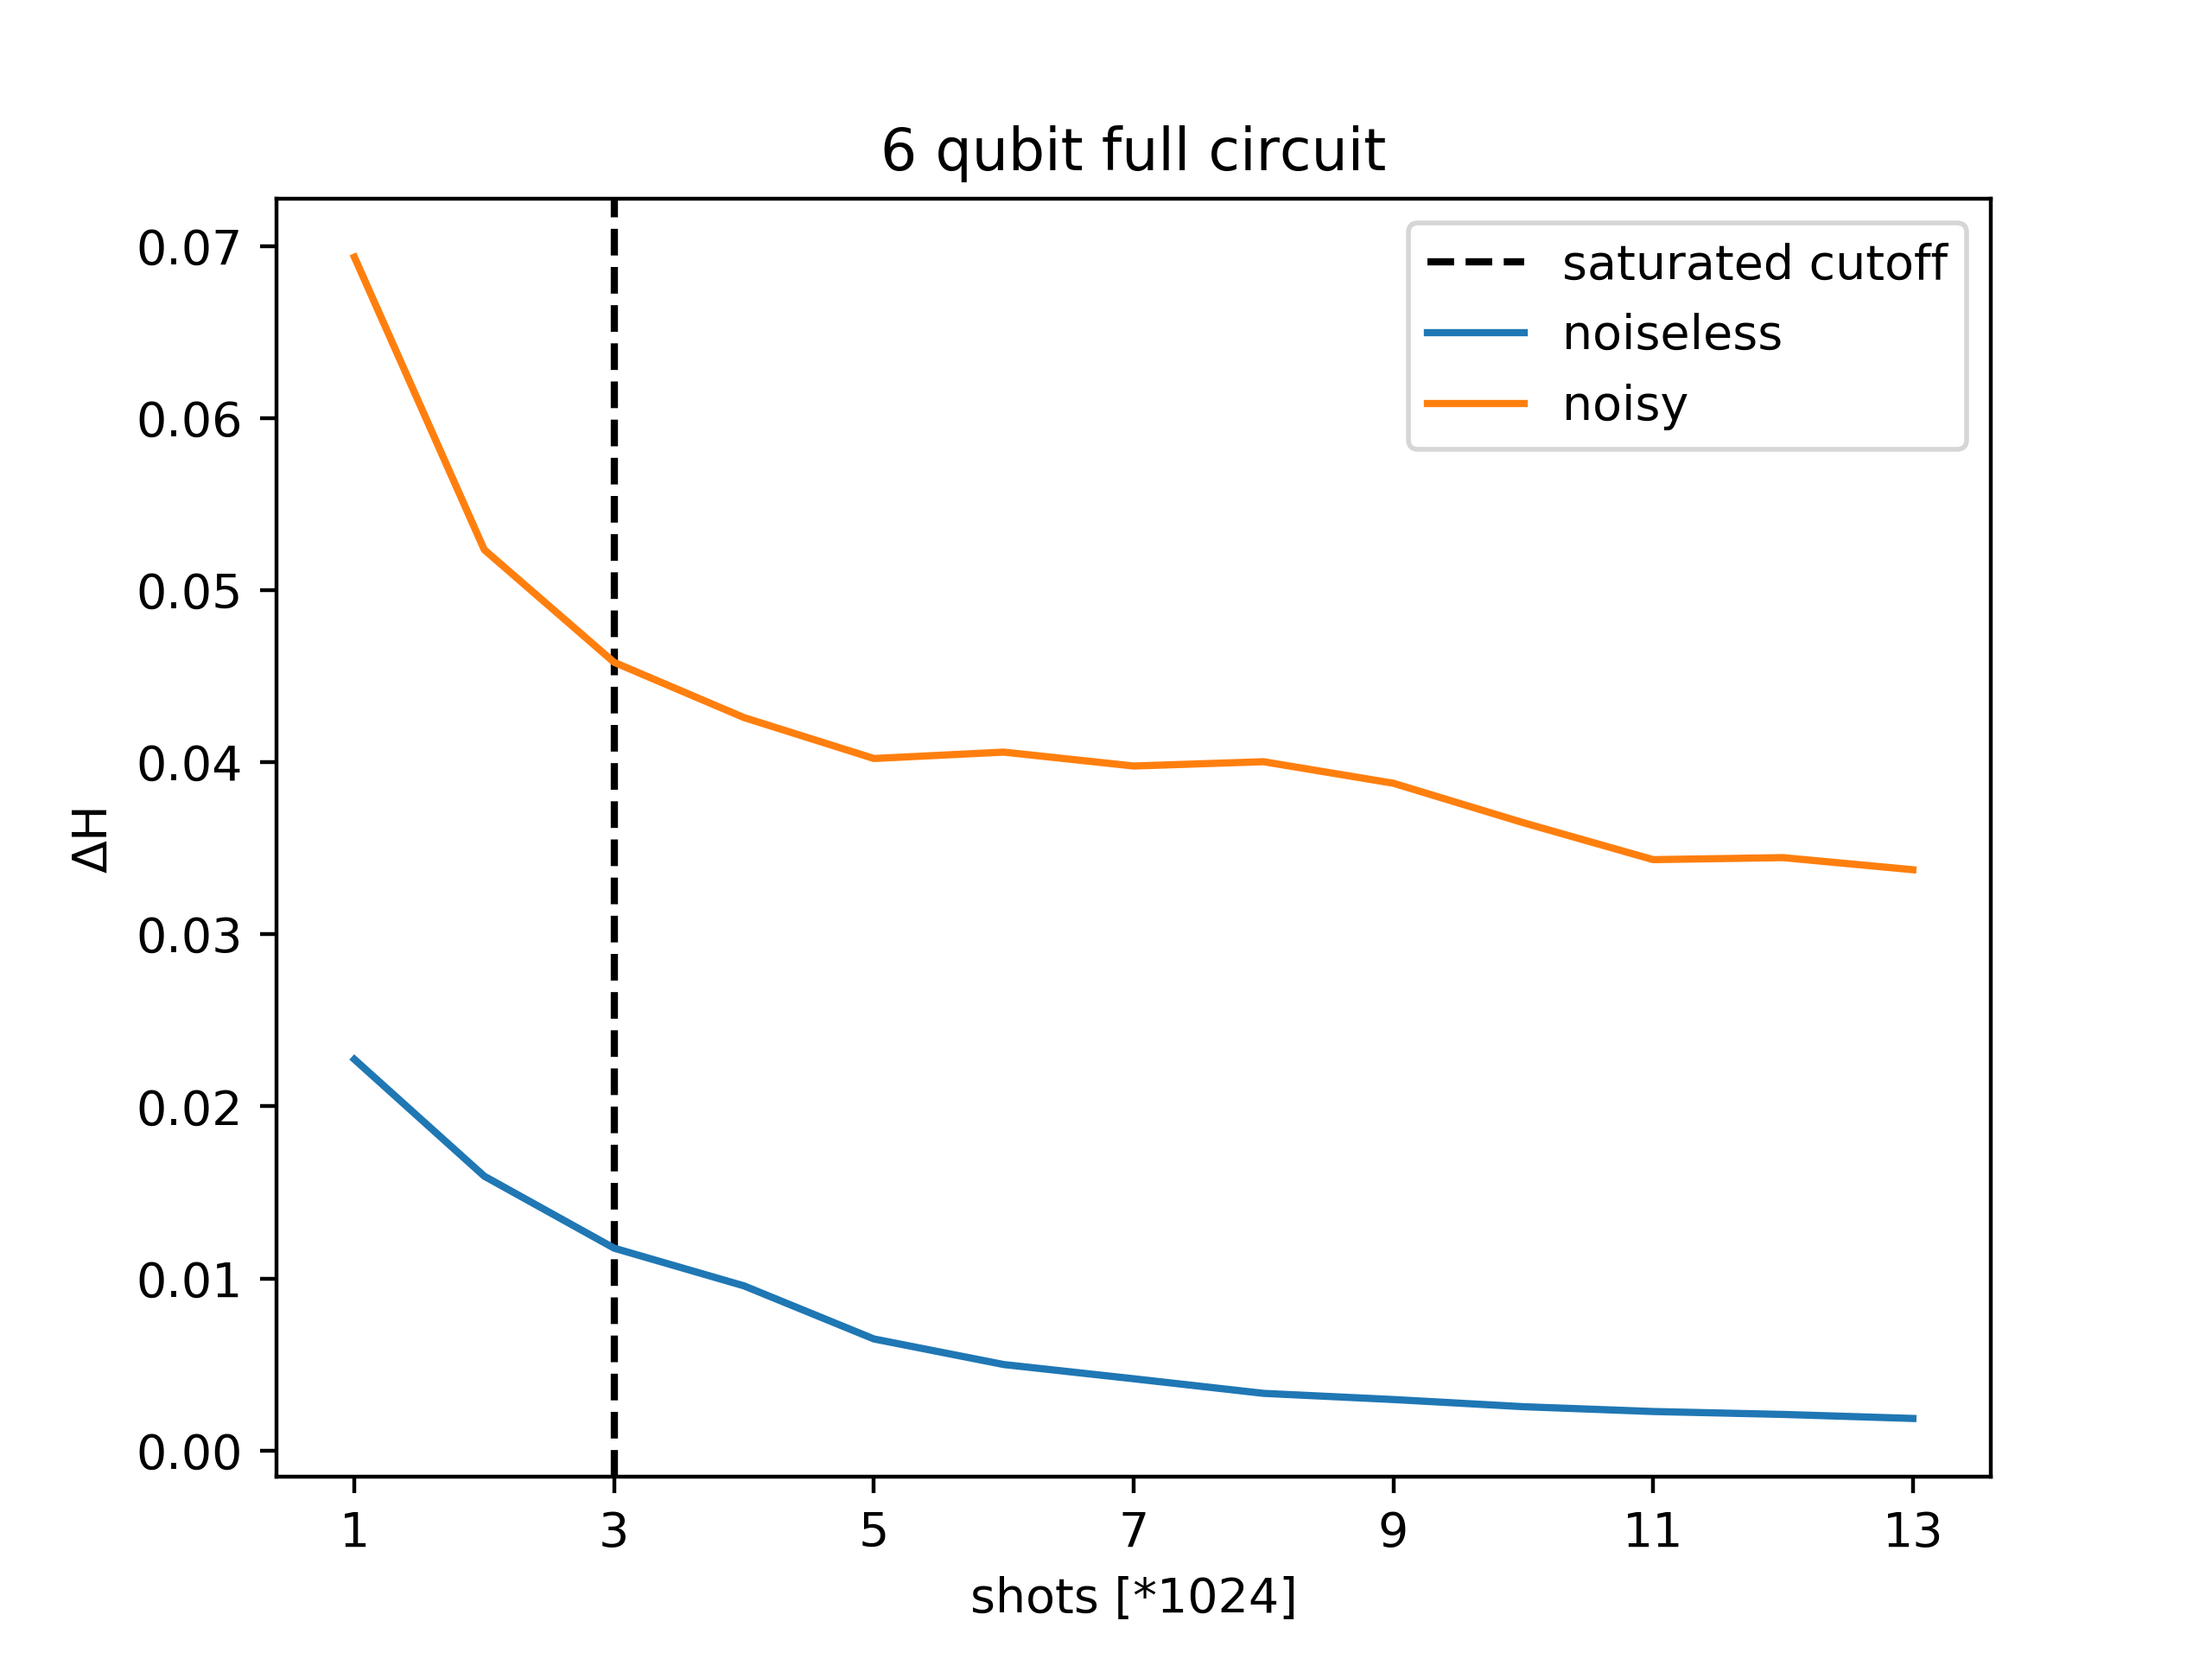 6 qubit full circuit
saturated cutoff
noiseless
noisy
0.07
0.06
0.05
0.04
0.03
0.02
0.01
0.00
ΔH
1 3 5 7 9 11 13
shots [*1024]